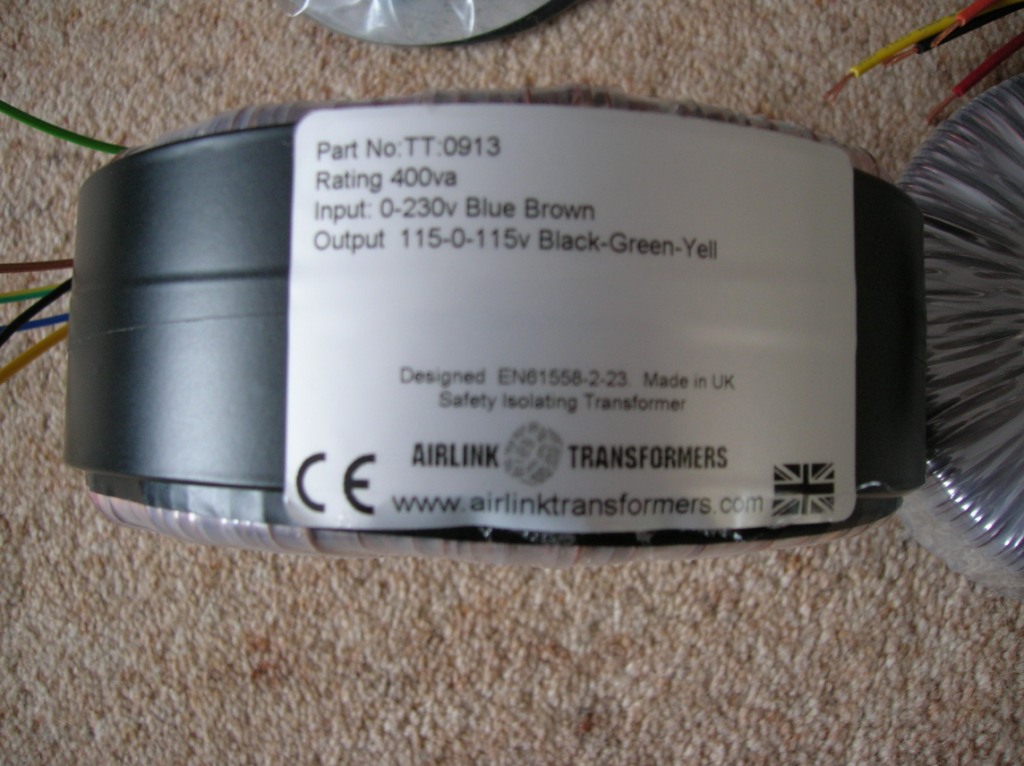 Part No:TT:0913
Rating 400va
Input: 0-230v Blue Brown
Output 115-0-115v Black-Green-Yell
Designed EN61558-2-23. Made in UK
Safety Isolating Transformer
AIRLINK TRANSFORMERS
CE www.airlinktransformers.com